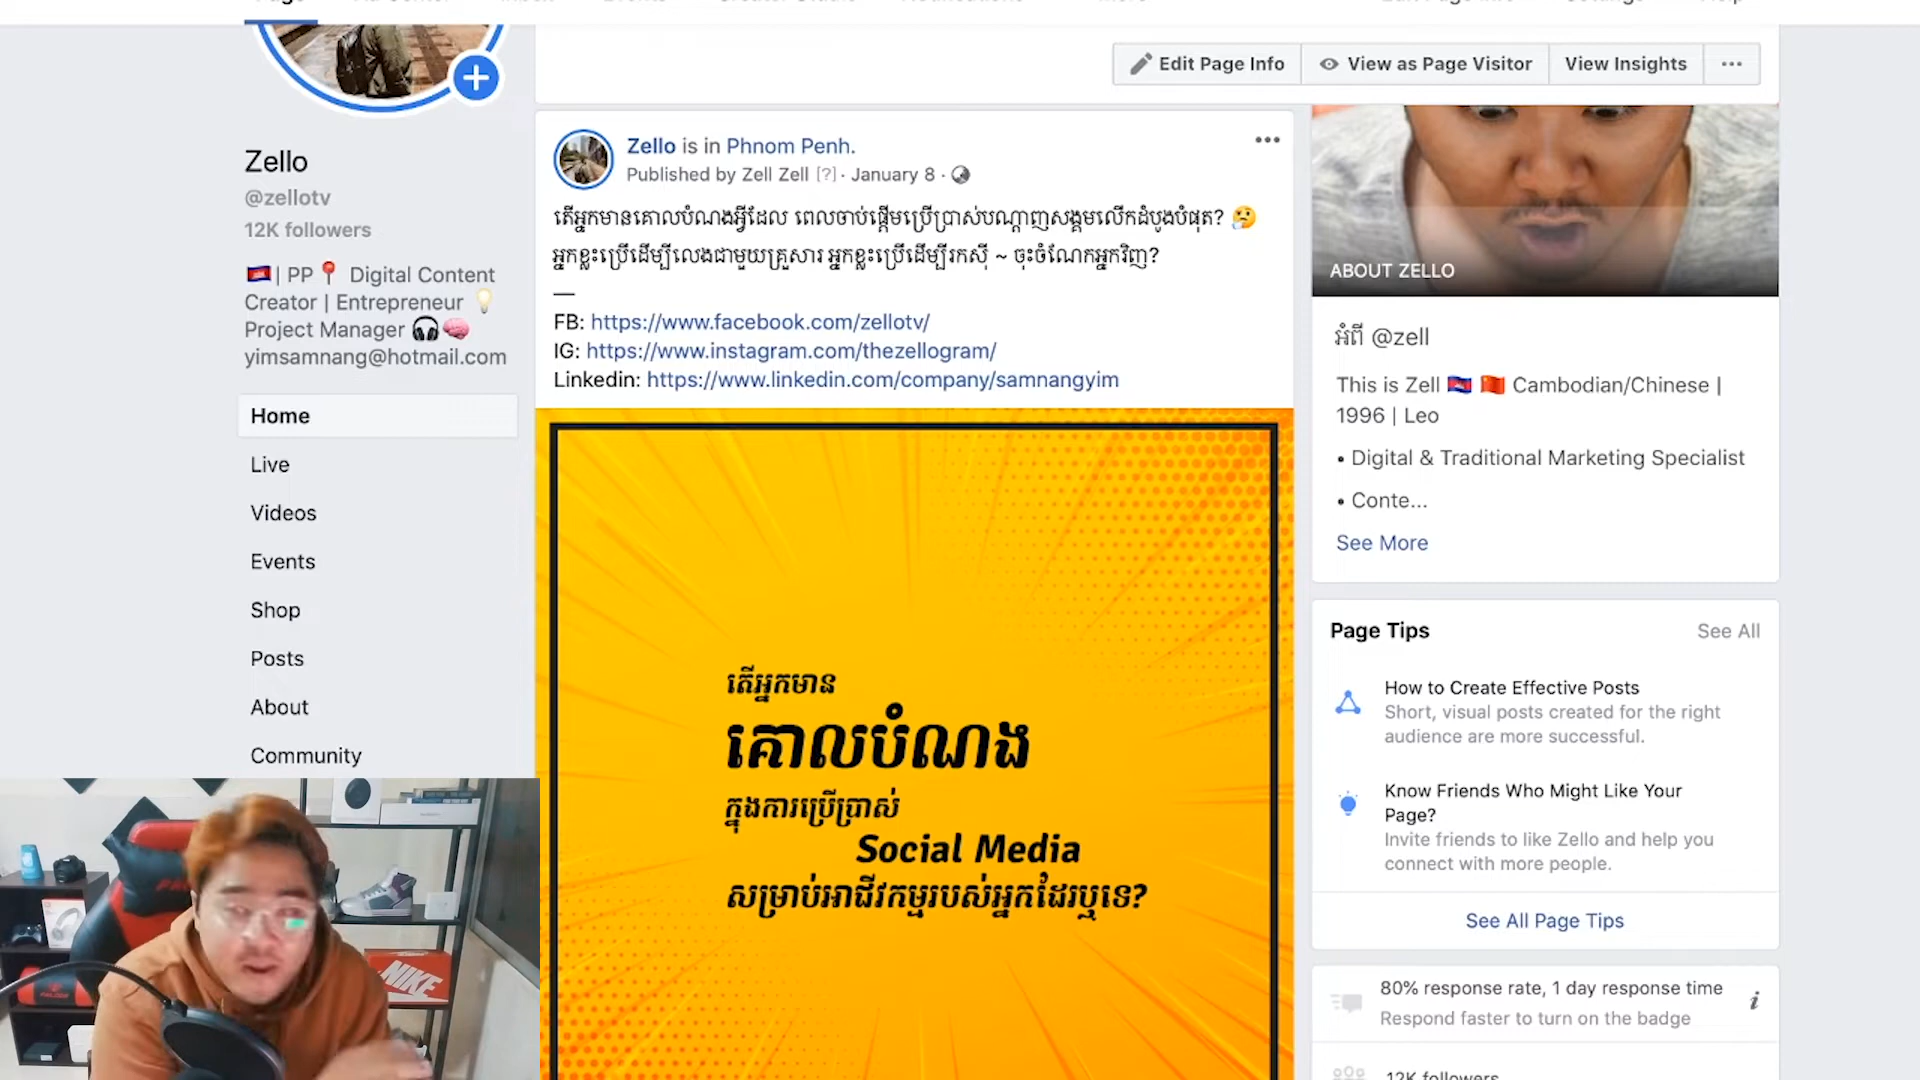 Edit Page Info
View as Page Visitor
View Insights
Zello
@zellotv
12K followers
| PP Digital Content
Creator | Entrepreneur
Project Manager
yimsamnang@hotmail.com
Home
Live
Videos
Events
Shop
Posts
About
Community
Zello is in Phnom Penh.
Published by Zell Zell [?] · January 8 ·
តើអ្នកមានគោលបំណងអ្វីដែល ពេលចាប់ផ្តើមប្រើប្រាស់បណ្តាញសង្គមលើកដំបូងបំផុត?
អ្នកខ្លះប្រើដើម្បីលេងជាមួយគ្រួសារ អ្នកខ្លះប្រើដើម្បីរកស៊ី ~ ចុះចំណែកអ្នកវិញ?
—
FB: https://www.facebook.com/zellotv/
IG: https://www.instagram.com/thezellogram/
Linkedin: https://www.linkedin.com/company/samnangyim
តើអ្នកមាន
គោលបំណង
ក្នុងការប្រើប្រាស់
Social Media
សម្រាប់អាជីវកម្មរបស់អ្នកដែរឬទេ?
ABOUT ZELLO
អំពី @zell
This is Zell Cambodian/Chinese |
1996 | Leo
• Digital & Traditional Marketing Specialist
• Conte...
See More
Page Tips
See All
How to Create Effective Posts
Short, visual posts created for the right
audience are more successful.
Know Friends Who Might Like Your
Page?
Invite friends to like Zello and help you
connect with more people.
See All Page Tips
80% response rate, 1 day response time
Respond faster to turn on the badge
12K followers
NIKE